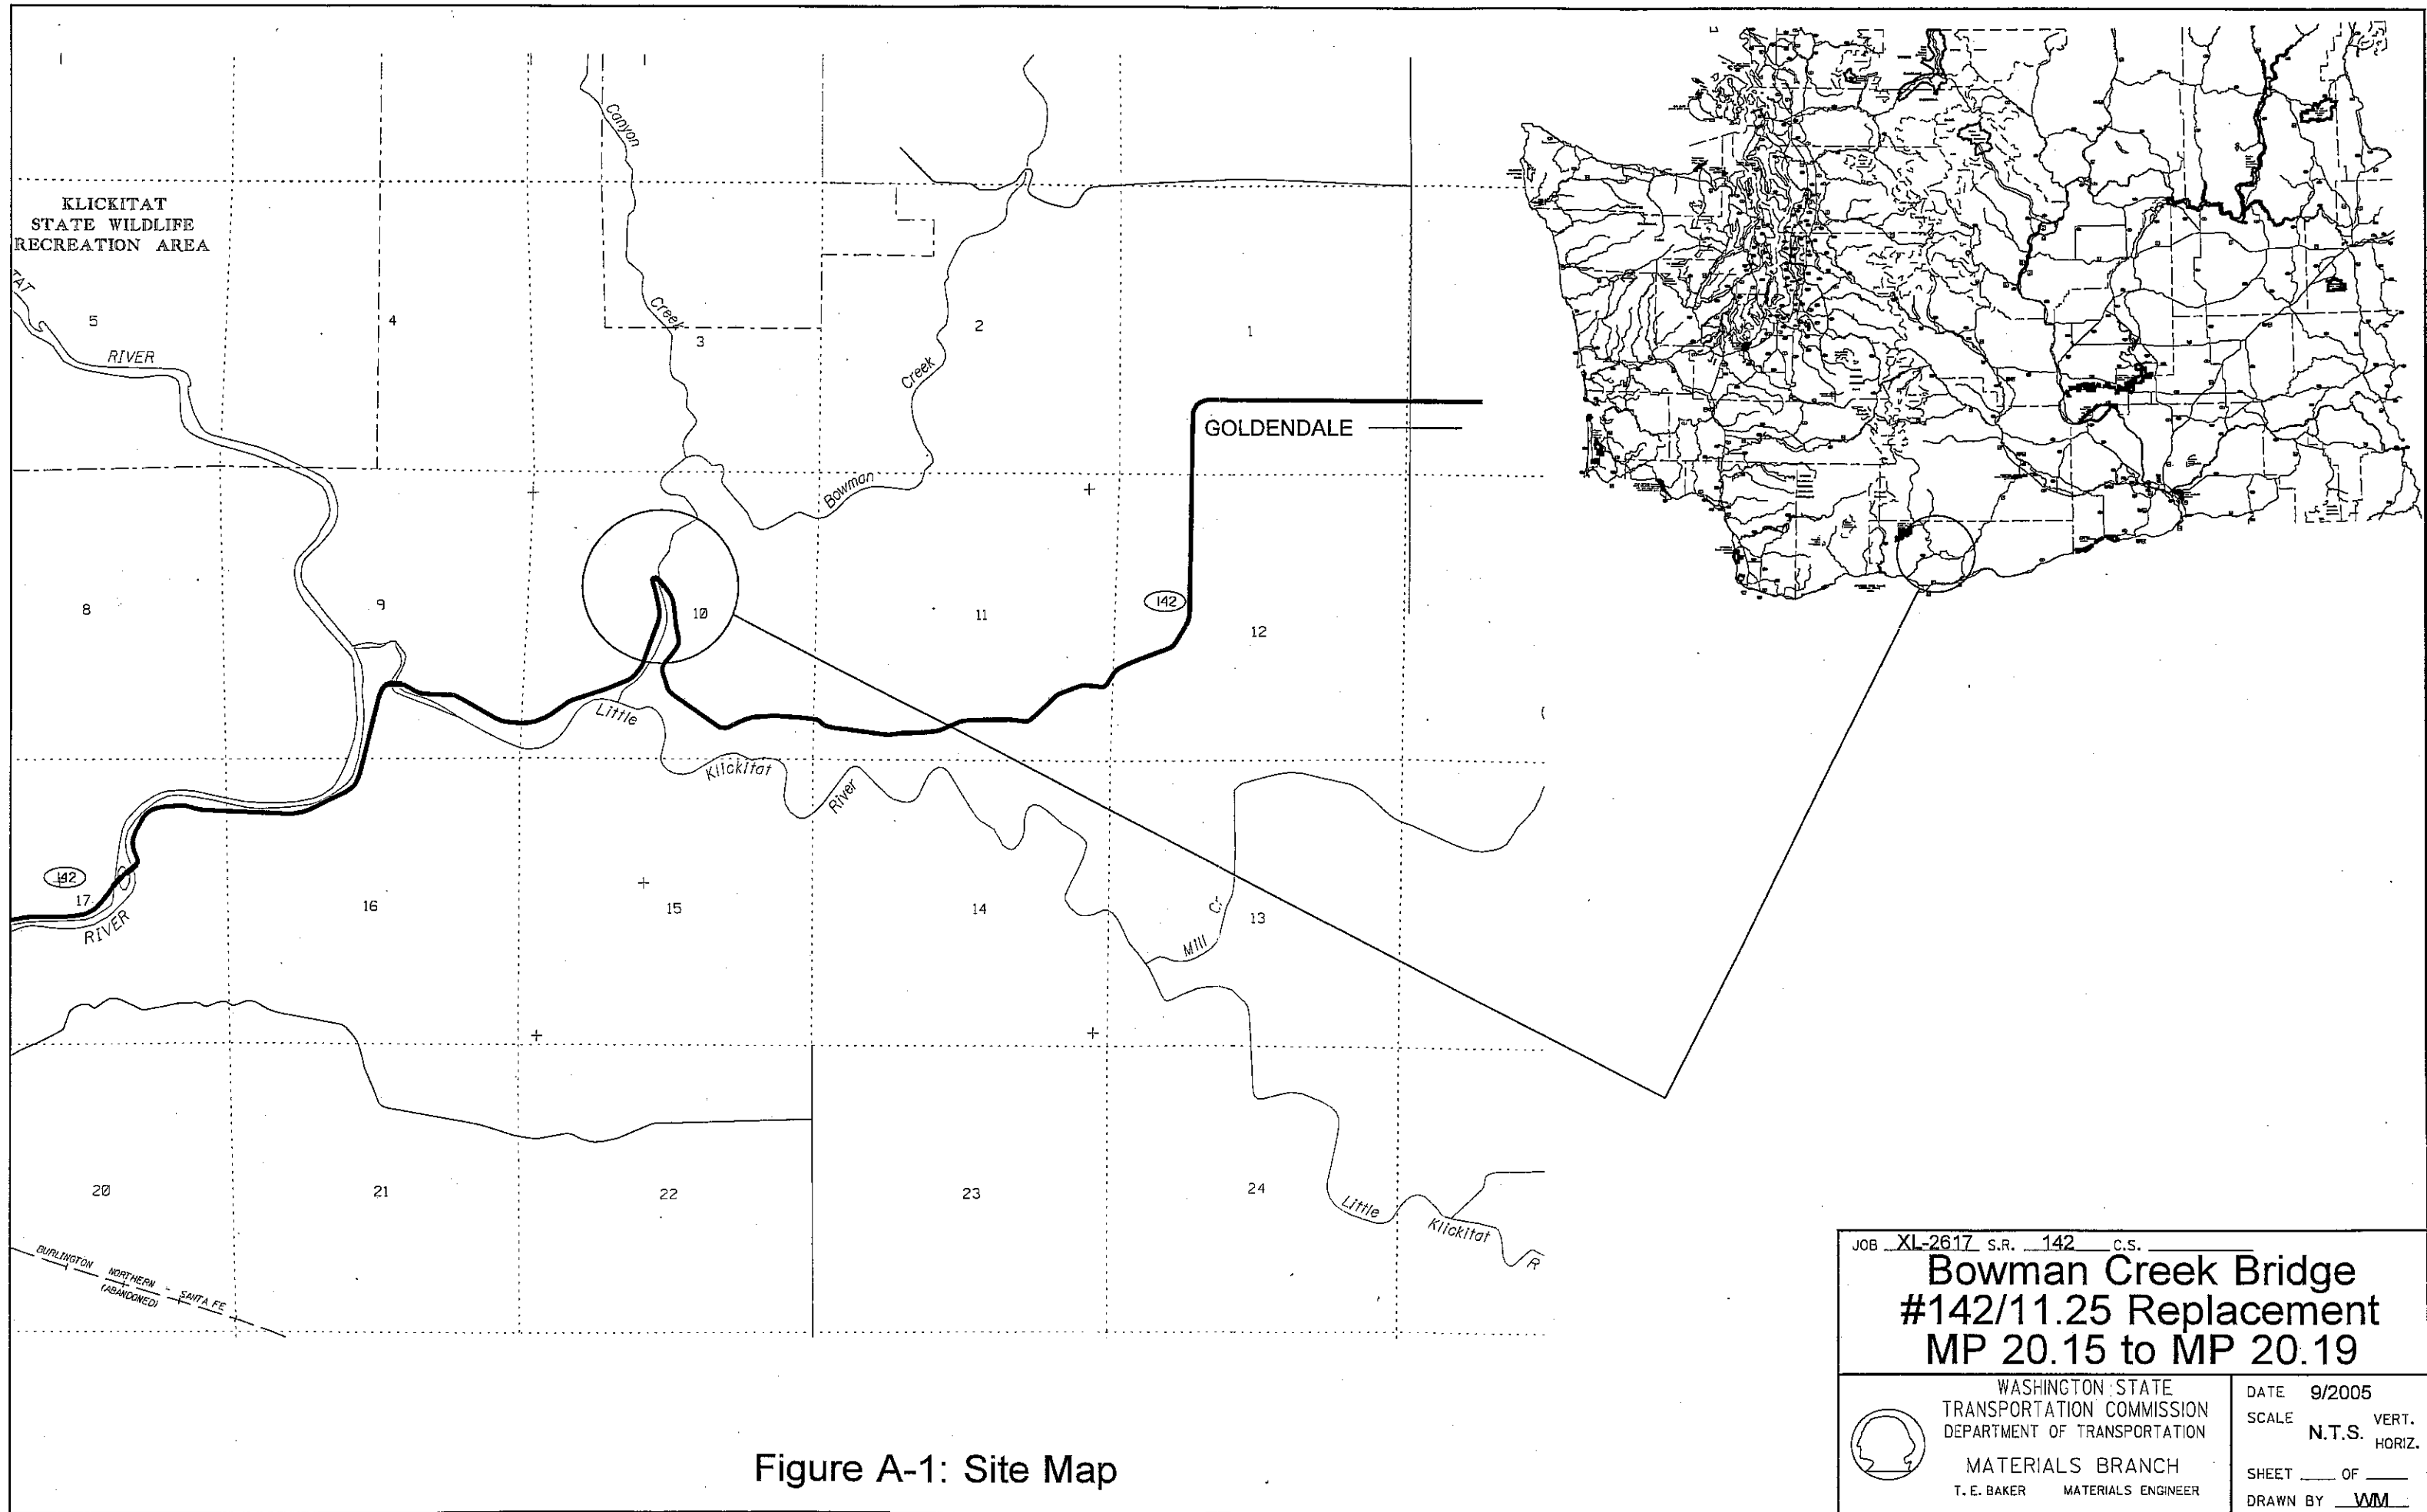 KLICKITAT
STATE WILDLIFE
RECREATION AREA
TAT
RIVER
Canyon
Creek
Creek
Bowman
5
4
3
2
1
GOLDENDALE
8
9
10
11
12
142
Little
Klickitat
River
142
17
RIVER
16
15
14
13
Mill Cr
20
21
22
23
24
Little
Klickitat
R
BURLINGTON NORTHERN - SANTA FE
(ABANDONED)
Figure A-1: Site Map
JOB XL-2617 S.R. 142 C.S.
Bowman Creek Bridge
#142/11.25 Replacement
MP 20.15 to MP 20.19
WASHINGTON STATE
TRANSPORTATION COMMISSION
DEPARTMENT OF TRANSPORTATION
MATERIALS BRANCH
T. E. BAKER MATERIALS ENGINEER
DATE 9/2005
SCALE N.T.S. VERT.
HORIZ.
SHEET ____ OF ____
DRAWN BY WM